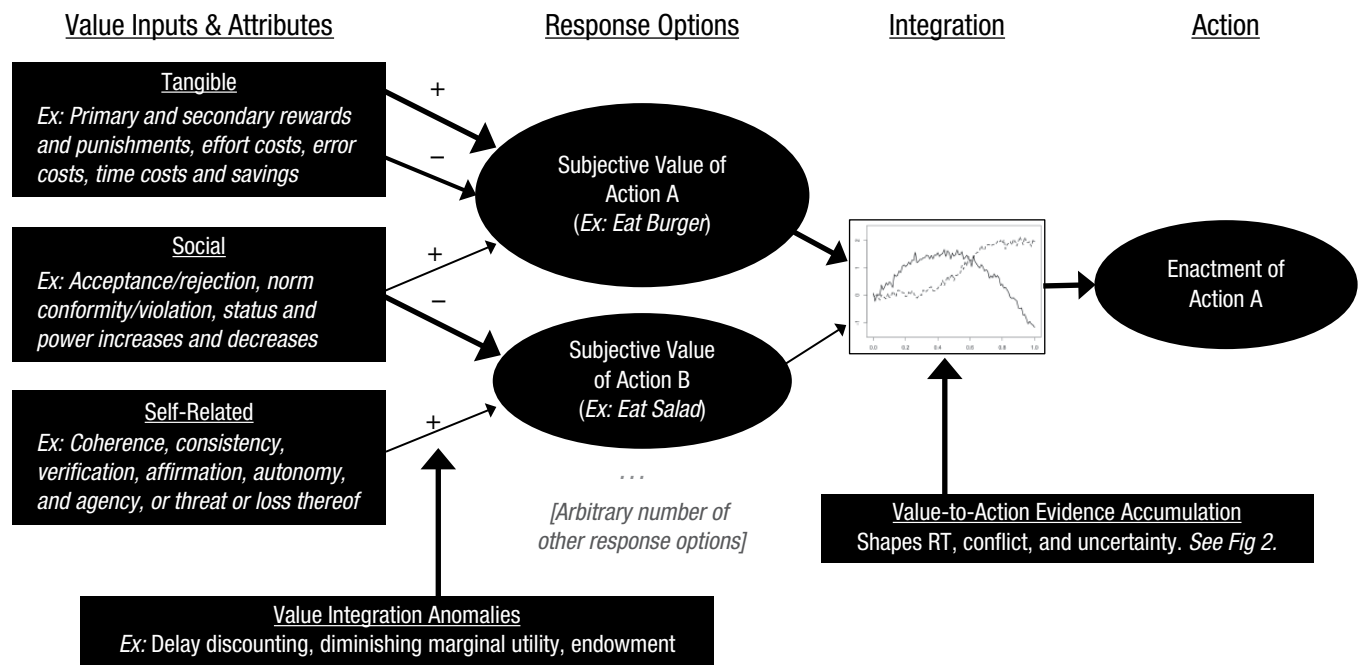 Value Inputs & Attributes
Response Options
Integration
Action
Tangible
Ex: Primary and secondary rewards
and punishments, effort costs, error
costs, time costs and savings
+
−
Social
Ex: Acceptance/rejection, norm
conformity/violation, status and
power increases and decreases
+
−
Self-Related
Ex: Coherence, consistency,
verification, affirmation, autonomy,
and agency, or threat or loss thereof
+
Subjective Value of
Action A
(Ex: Eat Burger)
Subjective Value
of Action B
(Ex: Eat Salad)
...
[Arbitrary number of
other response options]
0.0 0.2 0.4 0.6 0.8 1.0
Enactment of
Action A
Value-to-Action Evidence Accumulation
Shapes RT, conflict, and uncertainty. See Fig 2.
Value Integration Anomalies
Ex: Delay discounting, diminishing marginal utility, endowment